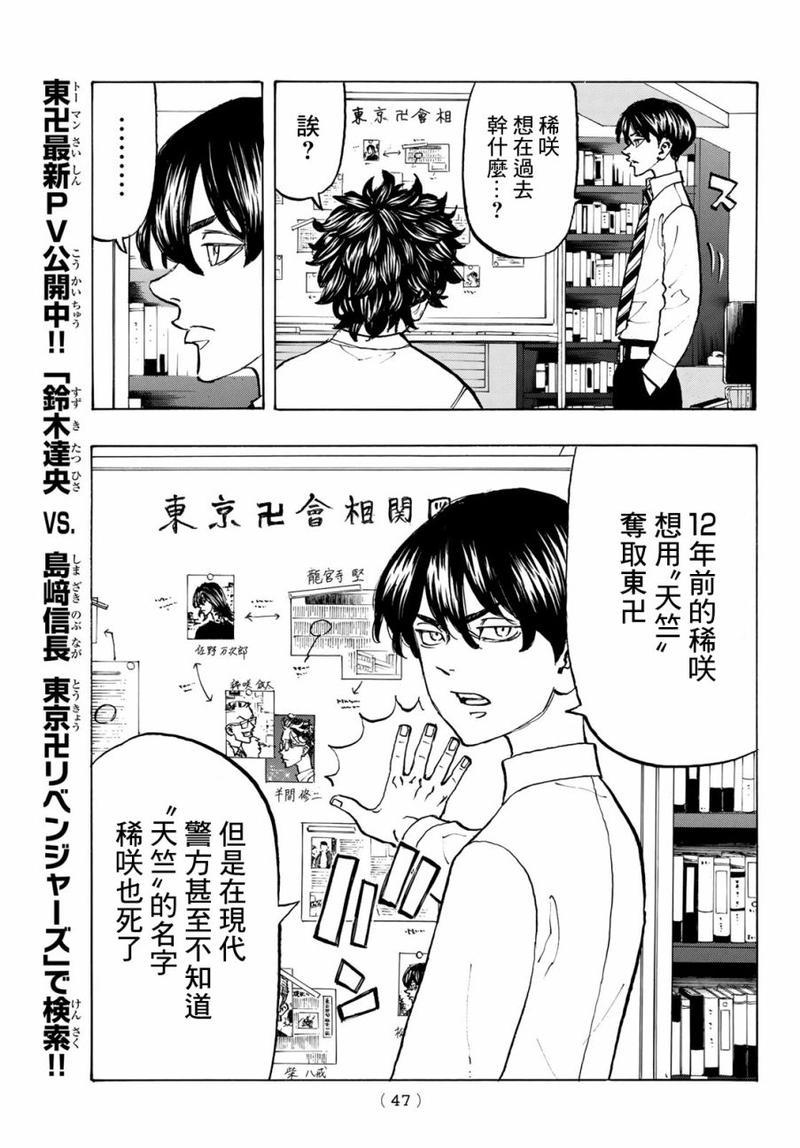 稀咲
想在過去
幹什麼…?
ス
東京卍會相
誒?
………
12年前的稀咲
想用“天竺”
奪取東卍
東京卍會相関図
龍宮寺 堅
佐野万次郎
半間 修二
柴 八戒
但是在現代
警方甚至不知道
“天竺”的名字
稀咲也死了
東卍最新PV公開中!!「鈴木達央 VS. 島﨑信長 東京卍リベンジャーズ」で検索!!
(47)